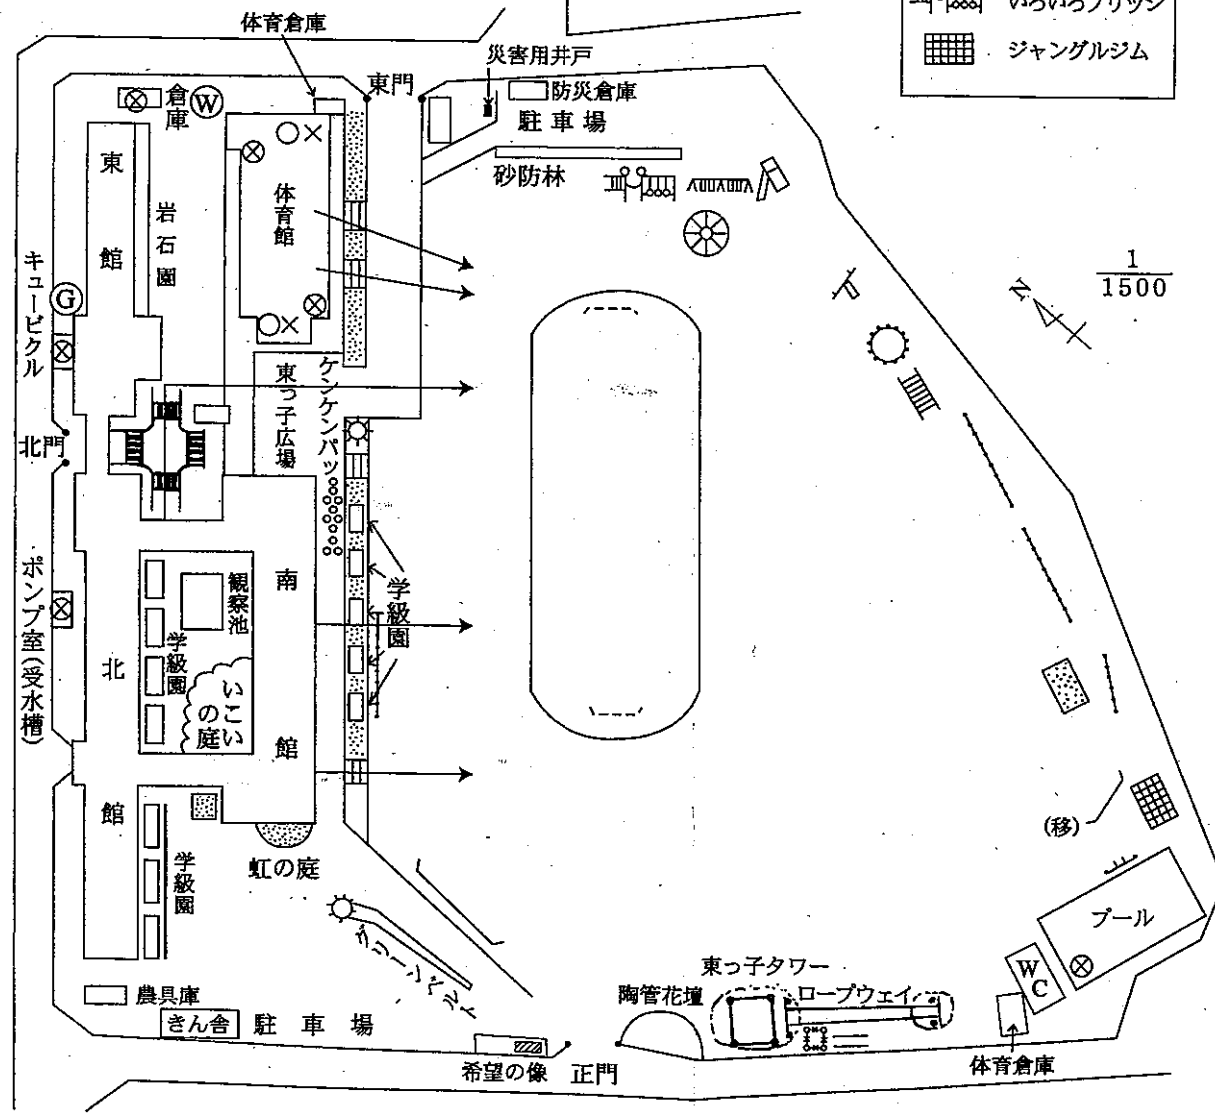 体育倉庫
いろいろブリッジ
ジャングルジム
災害用井戸
東門
防災倉庫
駐車場
倉庫
W
東館
岩石園
体育館
砂防林
キュービクル
G
1
1500
N
東っ子広場
ケンケンパッ
北門
ポンプ室(受水槽)
観察池
学級園
いこいの庭
南館
学級園
北館
学級園
虹の庭
グリーンベルト
(移)
プール
WC
東っ子タワー
陶管花壇
ロープウェイ
農具庫
きん舎
駐車場
希望の像
正門
体育倉庫